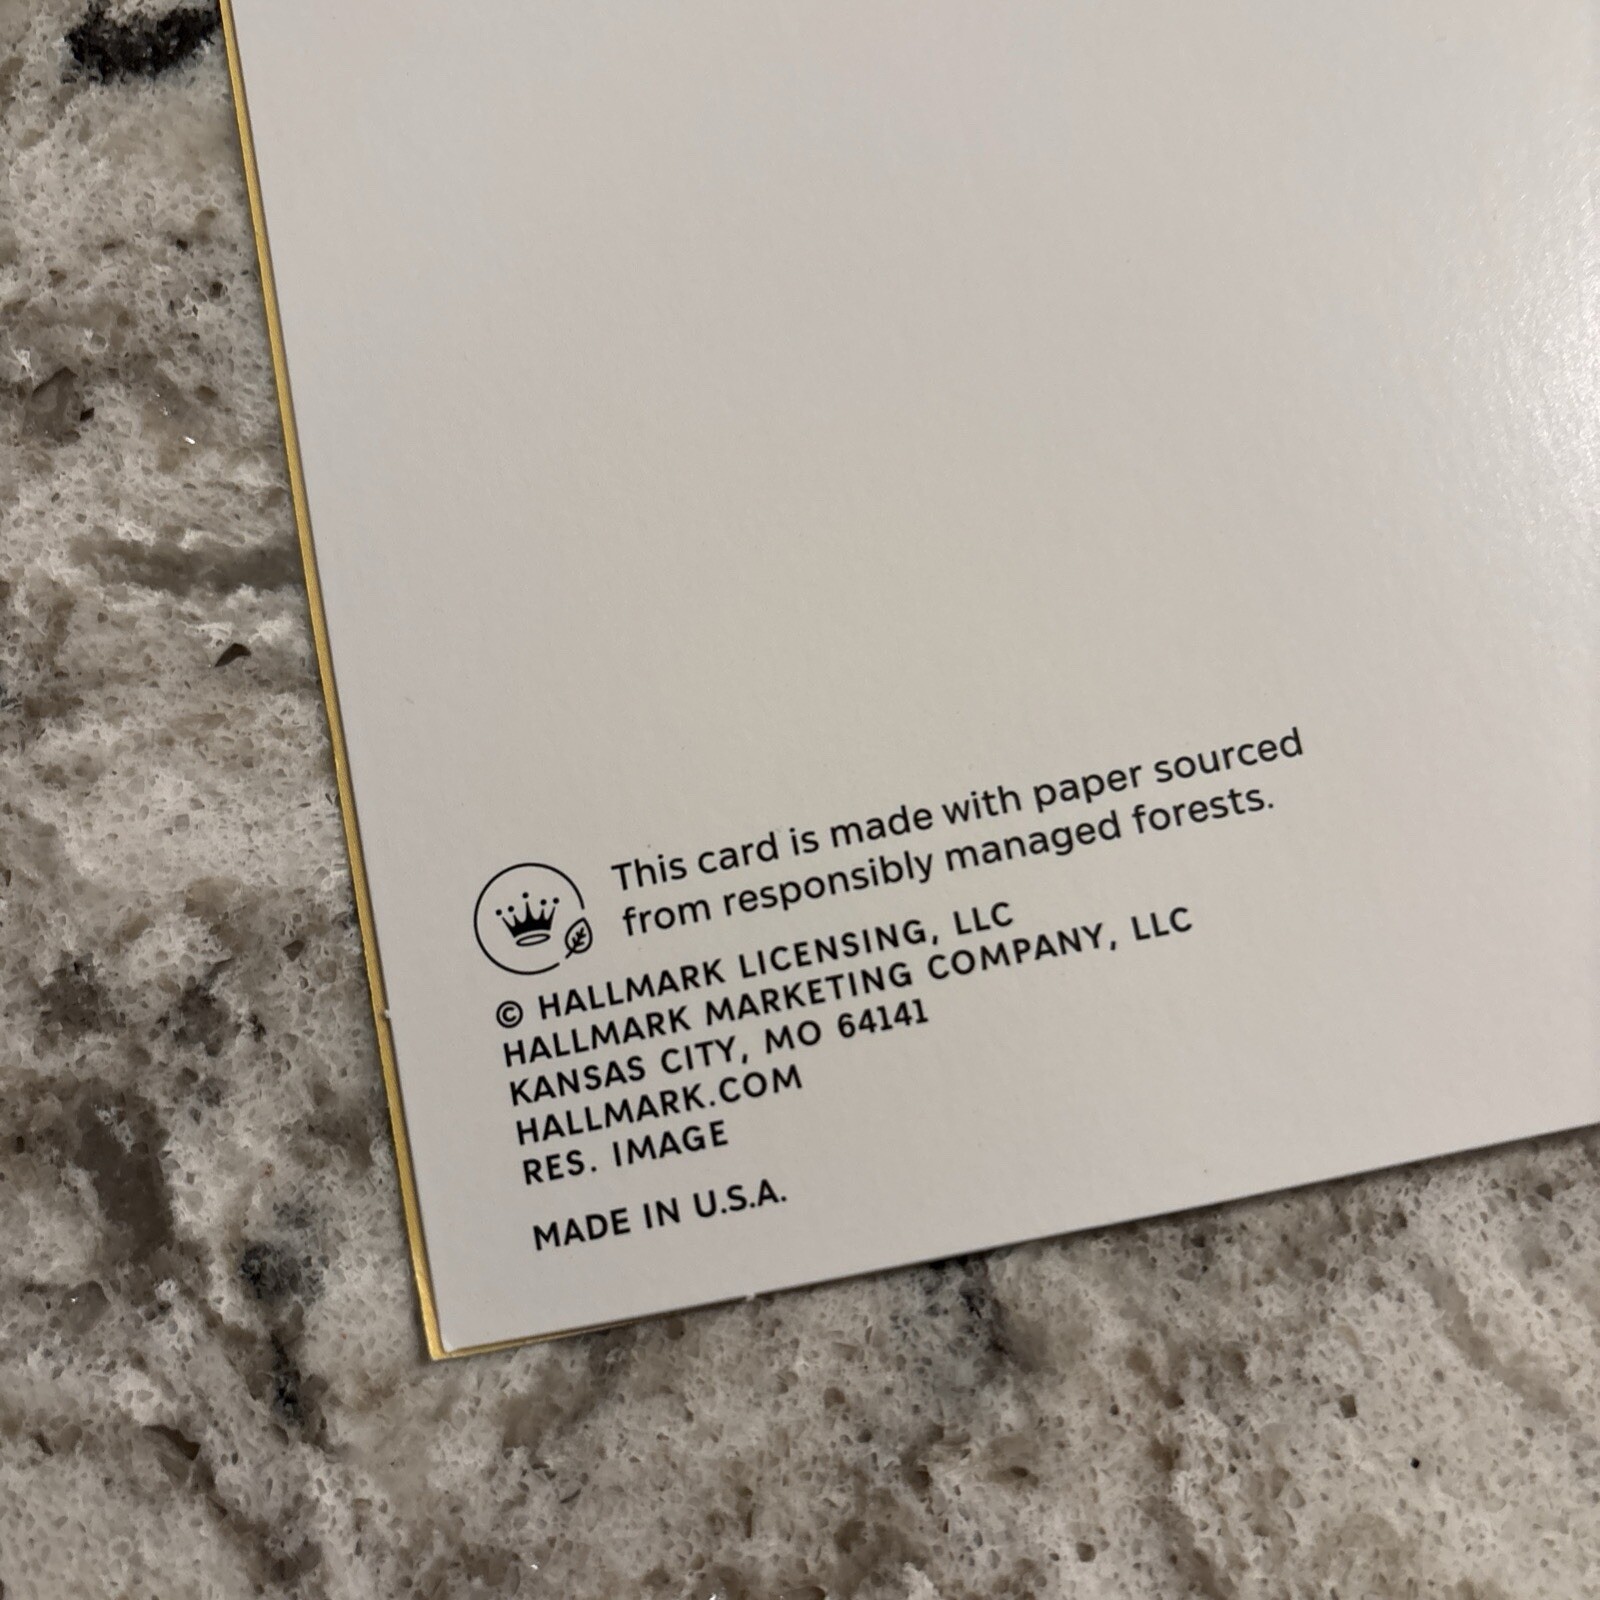 This card is made with paper sourced
from responsibly managed forests.
© HALLMARK LICENSING, LLC
HALLMARK MARKETING COMPANY, LLC
KANSAS CITY, MO 64141
HALLMARK.COM
RES. IMAGE
MADE IN U.S.A.